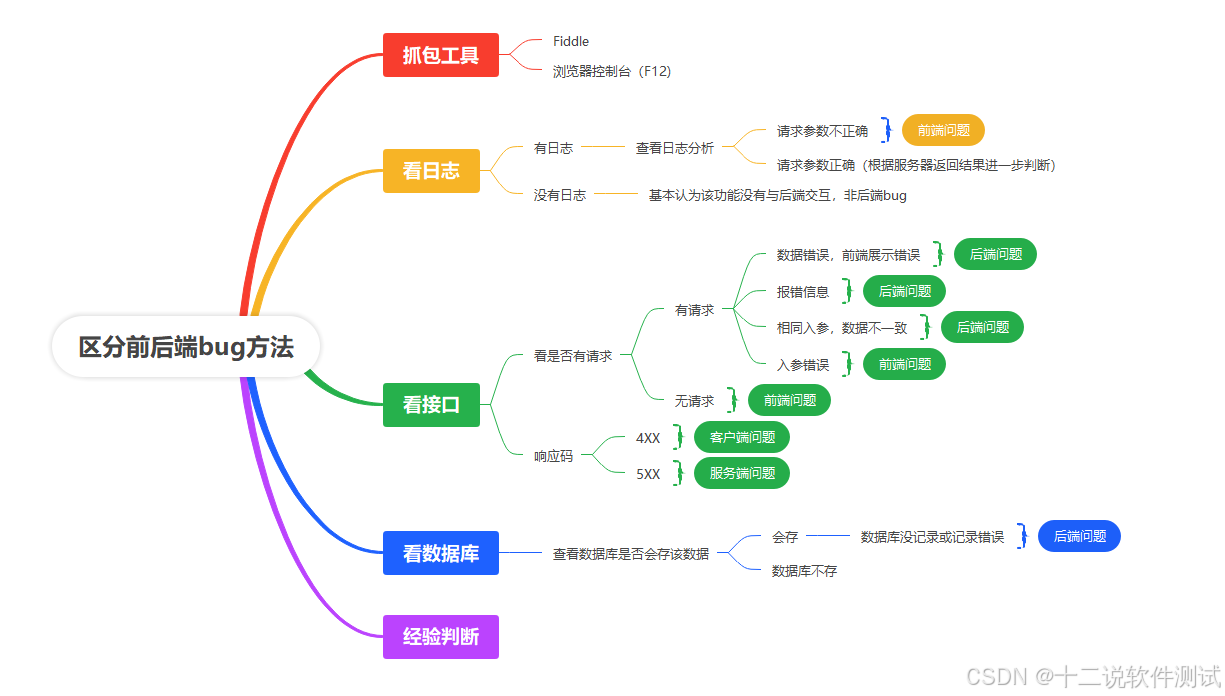 区分前后端bug方法
抓包工具
Fiddle
浏览器控制台（F12）
看日志
有日志
查看日志分析
请求参数不正确
前端问题
请求参数正确（根据服务器返回结果进一步判断）
没有日志
基本认为该功能没有与后端交互，非后端bug
看接口
看是否有请求
有请求
数据错误，前端展示错误
后端问题
报错信息
后端问题
相同入参，数据不一致
后端问题
入参错误
前端问题
无请求
前端问题
响应码
4XX
客户端问题
5XX
服务端问题
看数据库
查看数据库是否会存该数据
会存
数据库没记录或记录错误
后端问题
数据库不存
经验判断
CSDN @十二说软件测试